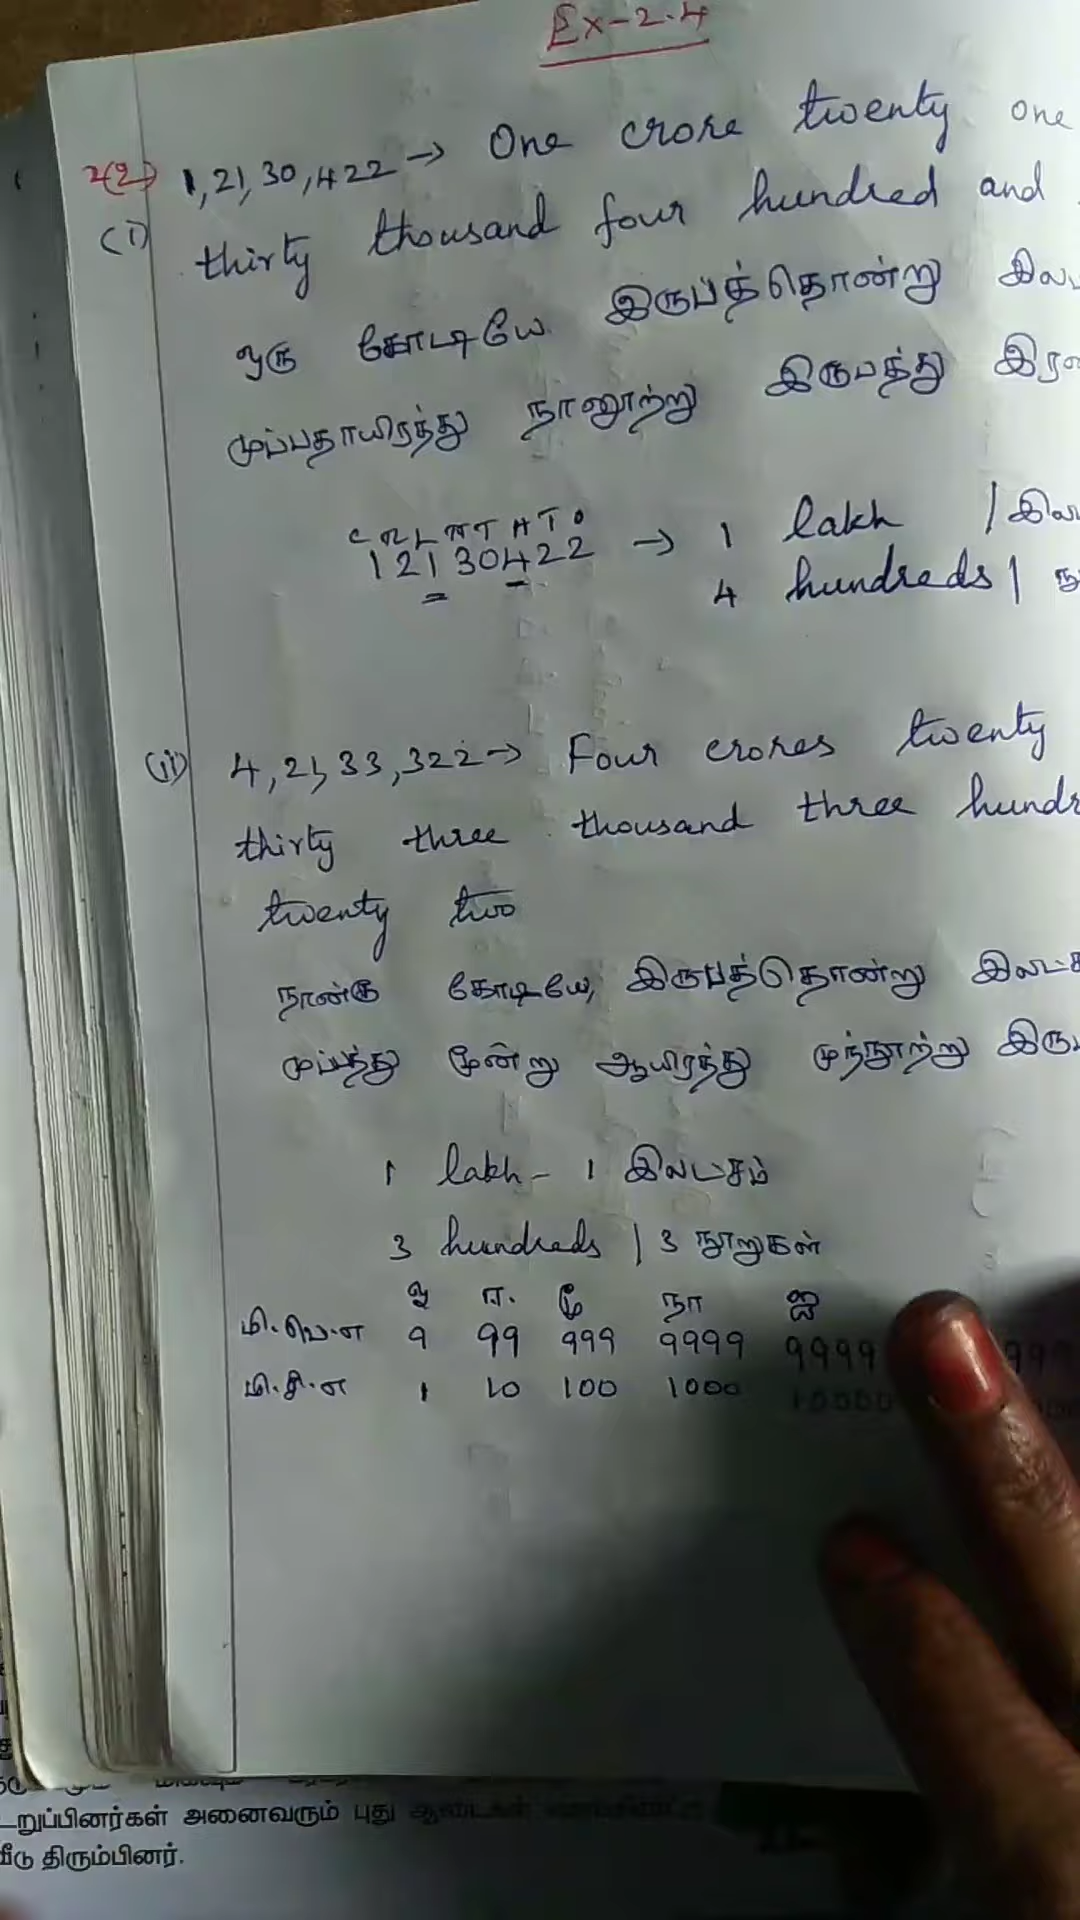 Ex-2.4
2(2) 1,21,30,422 → One crore twenty one
(i) thirty thousand four hundred and
ஒரு கோடியே இருபத்தொன்று
முப்பதாயிரத்து நானூற்று இருபத்து
C L H T O
12130422 → 1 lakh |
4 hundreds |
(ii) 4,21,33,322 → Four crores twenty
thirty three thousand three
twenty two
நான்கு கோடியே, இருபத்தொன்று
முப்பத்து மூன்று ஆயிரத்து முந்நூற்று
1 lakh - 1 இலட்சம்
3 hundreds | 3 நூறுகள்
ஒ ஈ. மூ நா ஐ
மி.பெ.எ 9 99 999 9999 9999
மி.சி.எ 1 10 100 1000 10000
அனைவரும் புது
வீடு திரும்பினர்.